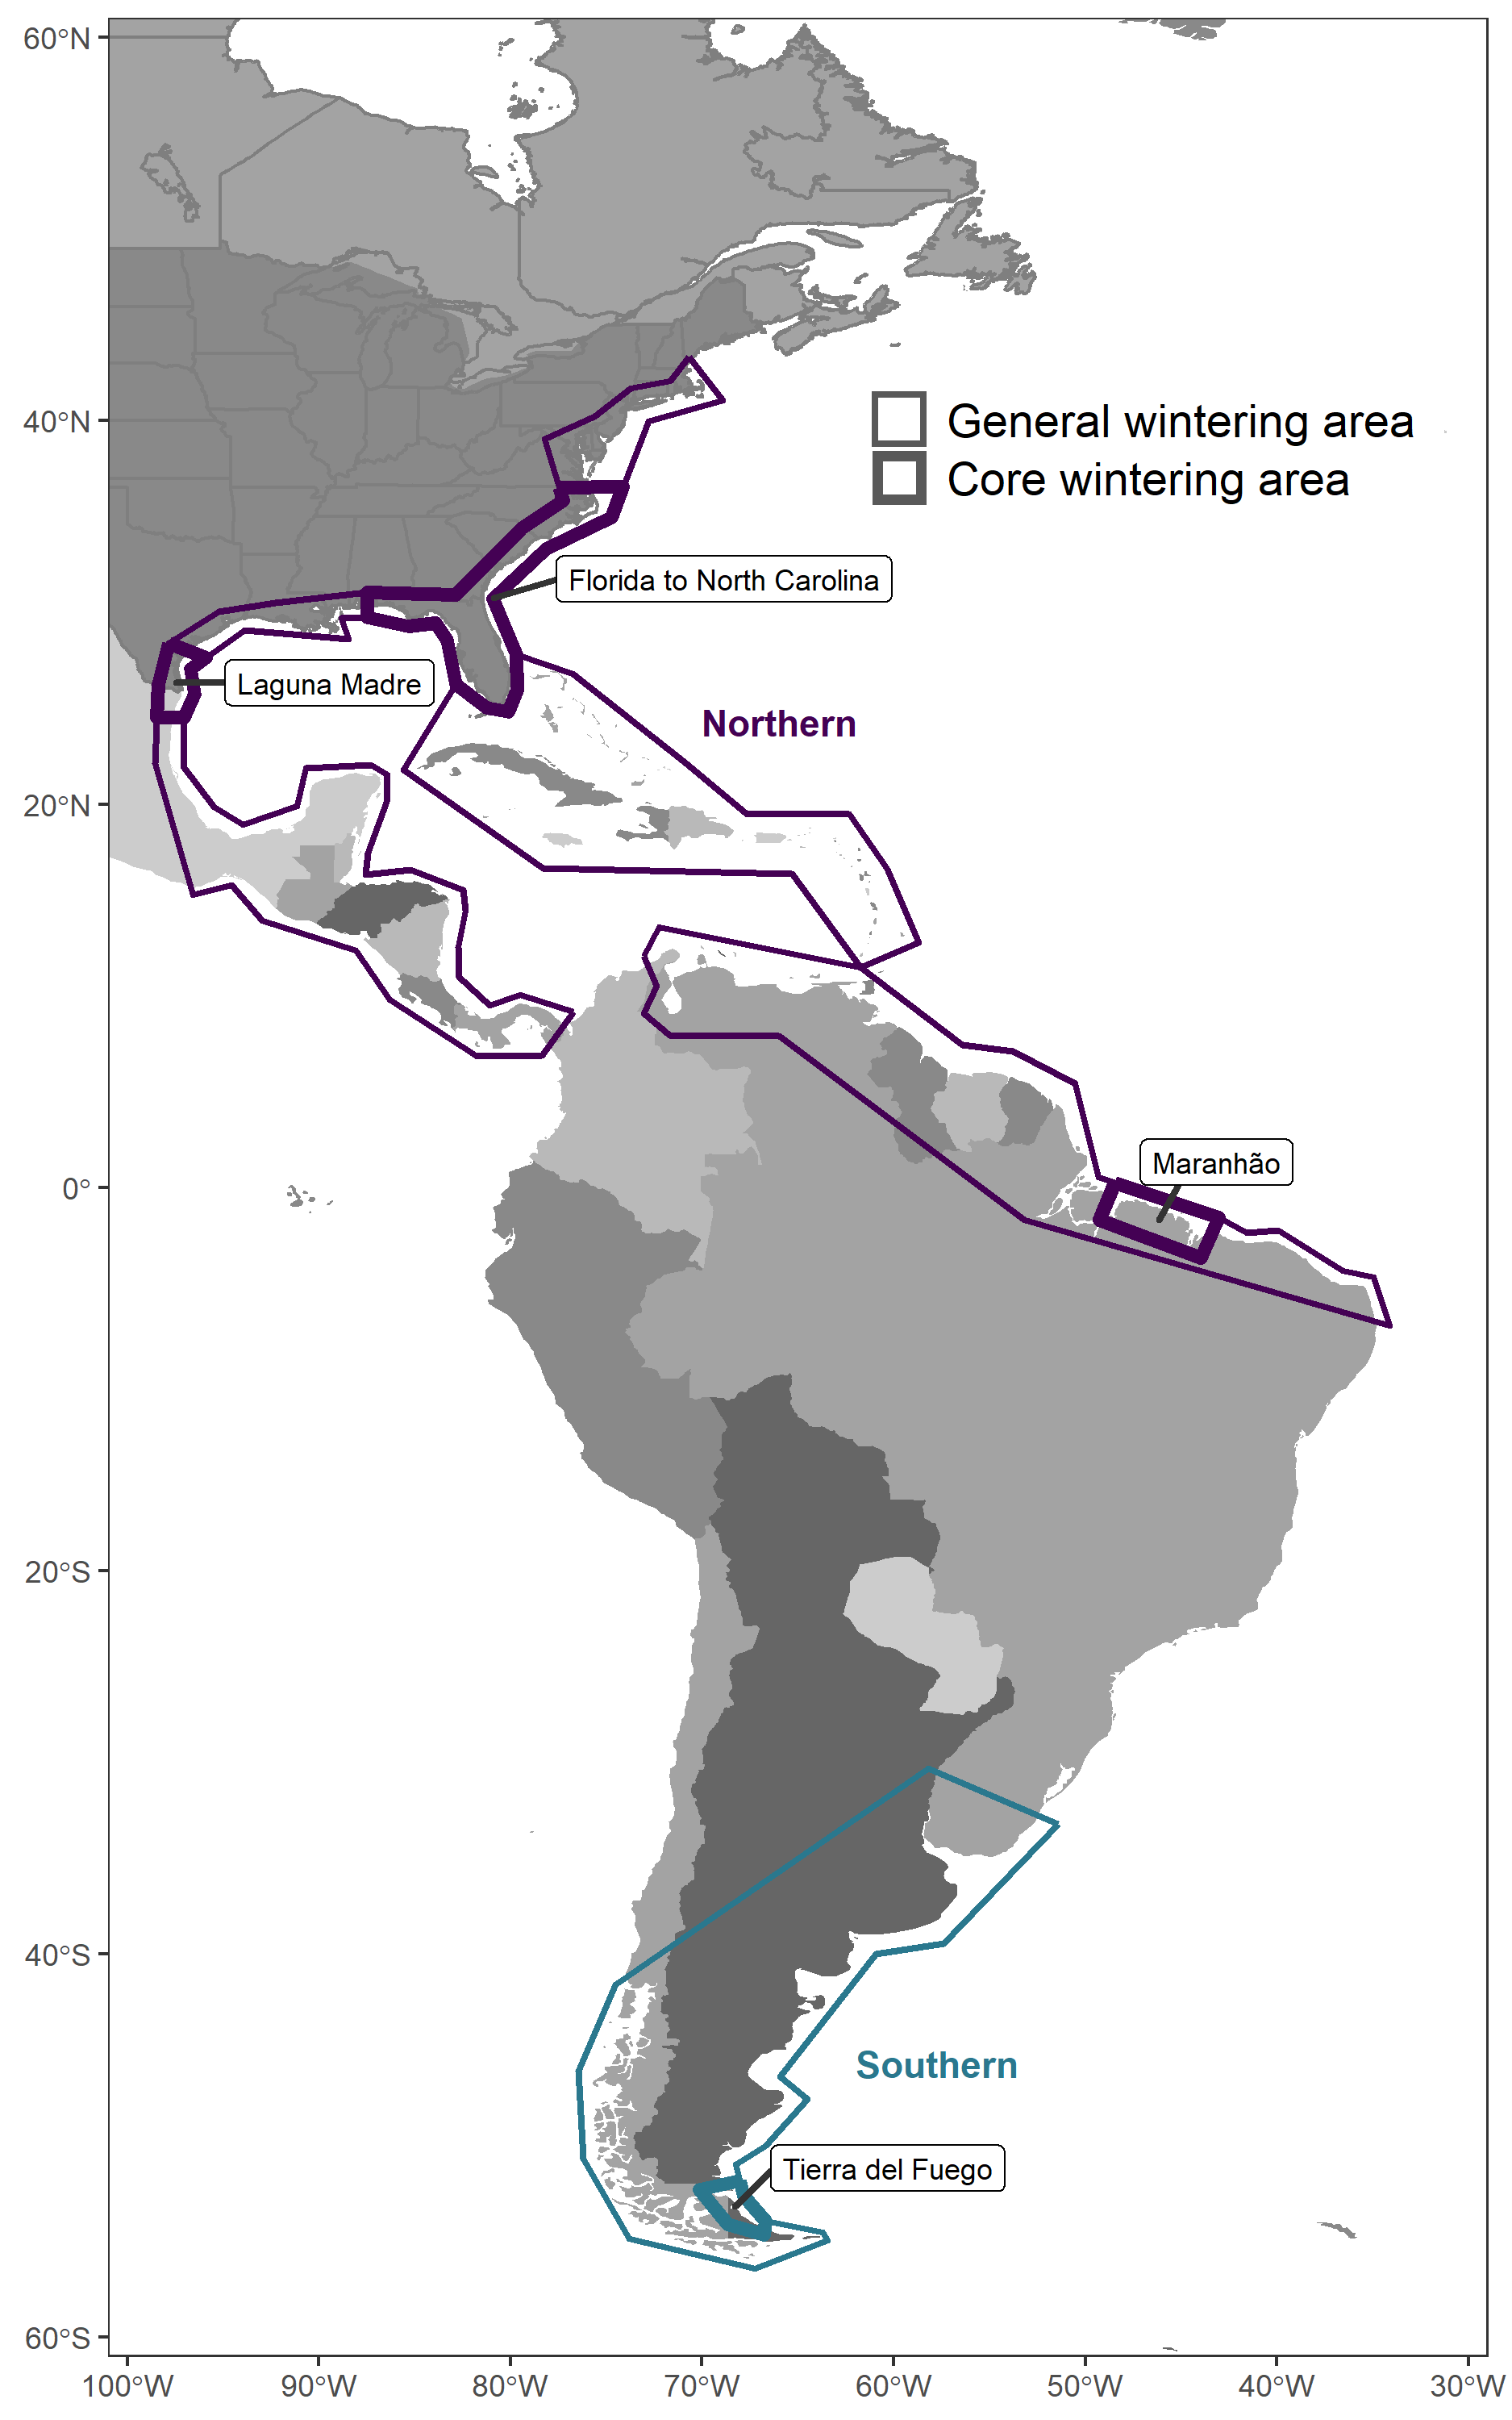 60°N
40°N
20°N
0°
20°S
40°S
60°S
General wintering area
Core wintering area
Florida to North Carolina
Laguna Madre
Northern
Maranhão
Southern
Tierra del Fuego
100°W
90°W
80°W
70°W
60°W
50°W
40°W
30°W